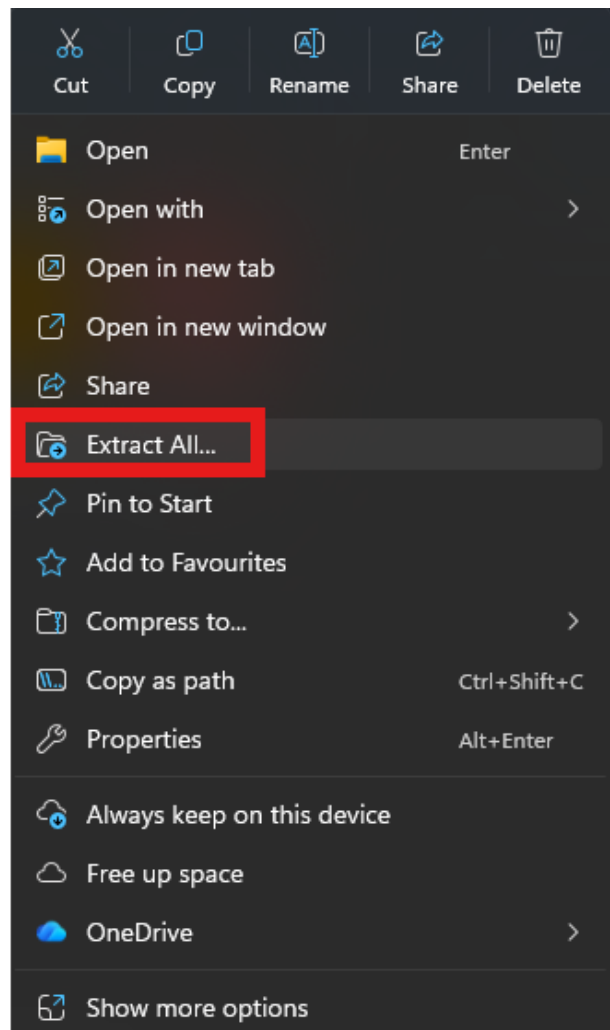 Cut Copy Rename Share Delete
Open Enter
Open with
Open in new tab
Open in new window
Share
Extract All...
Pin to Start
Add to Favourites
Compress to...
Copy as path Ctrl+Shift+C
Properties Alt+Enter
Always keep on this device
Free up space
OneDrive
Show more options